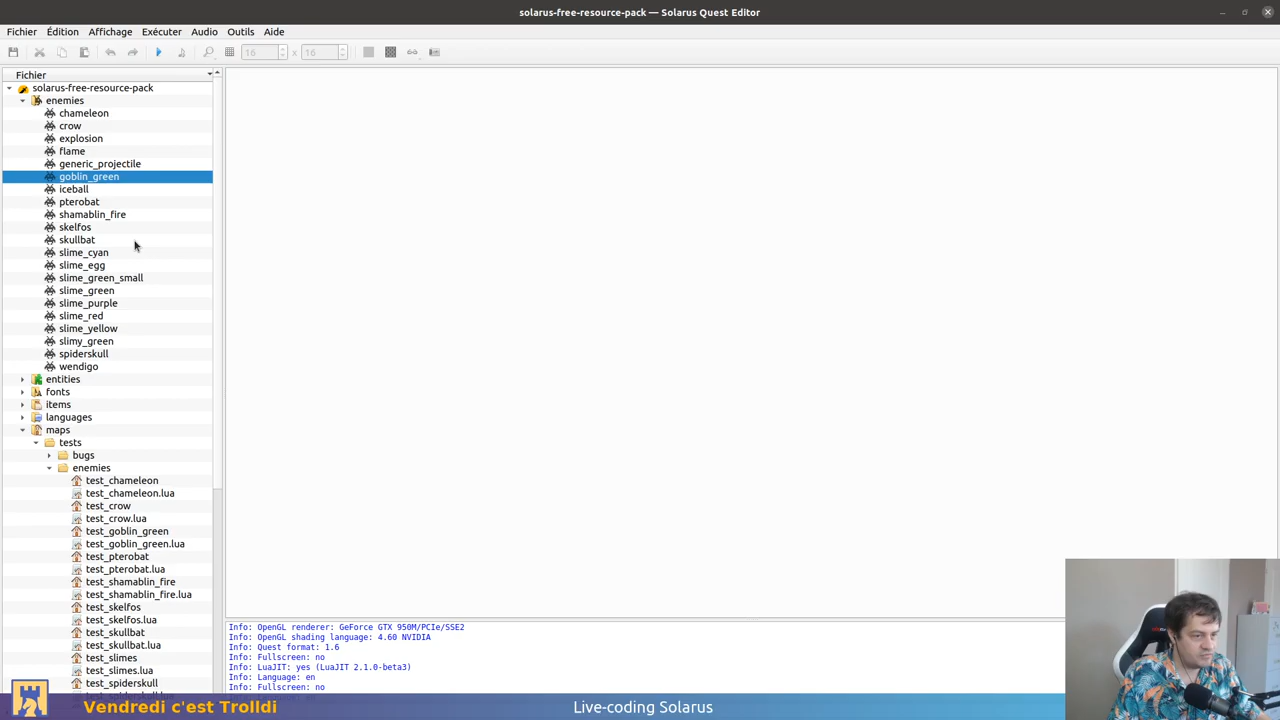 solarus-free-resource-pack — Solarus Quest Editor
Fichier Édition Affichage Exécuter Audio Outils Aide
16 x 16
Fichier
solarus-free-resource-pack
enemies
chameleon
crow
explosion
flame
generic_projectile
goblin_green
iceball
pterobat
shamablin_fire
skelfos
skullbat
slime_cyan
slime_egg
slime_green_small
slime_green
slime_purple
slime_red
slime_yellow
slimy_green
spiderskull
wendigo
entities
fonts
items
languages
maps
tests
bugs
enemies
test_chameleon
test_chameleon.lua
test_crow
test_crow.lua
test_goblin_green
test_goblin_green.lua
test_pterobat
test_pterobat.lua
test_shamablin_fire
test_shamablin_fire.lua
test_skelfos
test_skelfos.lua
test_skullbat
test_skullbat.lua
test_slimes
test_slimes.lua
test_spiderskull
Info: OpenGL renderer: GeForce GTX 950M/PCIe/SSE2
Info: OpenGL shading language: 4.60 NVIDIA
Info: Quest format: 1.6
Info: Fullscreen: no
Info: LuaJIT: yes (LuaJIT 2.1.0-beta3)
Info: Language: en
Info: Fullscreen: no
Vendredi c'est Trolldi
Live-coding Solarus